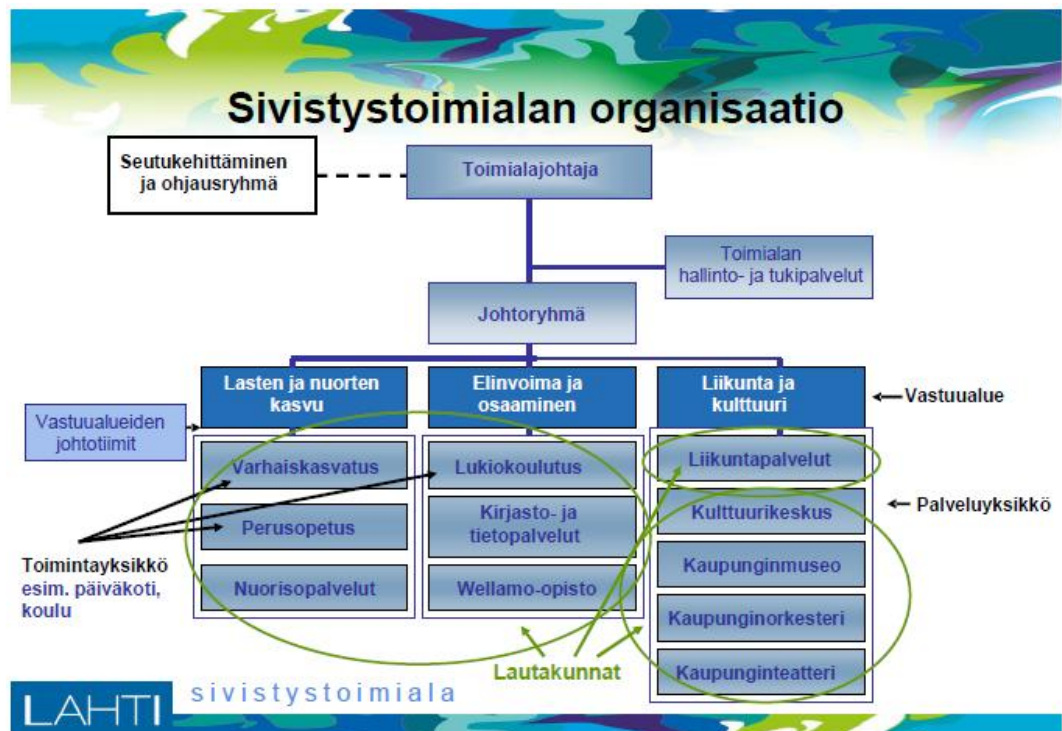 Sivistystoimialan organisaatio
Seutukehittäminen
ja ohjausryhmä
Toimialajohtaja
Toimialan
hallinto- ja tukipalvelut
Johtoryhmä
Lasten ja nuorten
kasvu
Elinvoima ja
osaaminen
Liikunta ja
kulttuuri
Vastuualue
Vastuualueiden
johtotiimit
Varhaiskasvatus
Lukiokoulutus
Liikuntapalvelut
Perusopetus
Kirjasto- ja
tietopalvelut
Kulttuurikeskus
Palveluyksikkö
Kaupunginmuseo
Toimintayksikkö
esim. päiväkoti,
koulu
Nuorisopalvelut
Wellamo-opisto
Kaupunginorkesteri
Kaupunginteatteri
Lautakunnat
LAHTI
sivistystoimiala